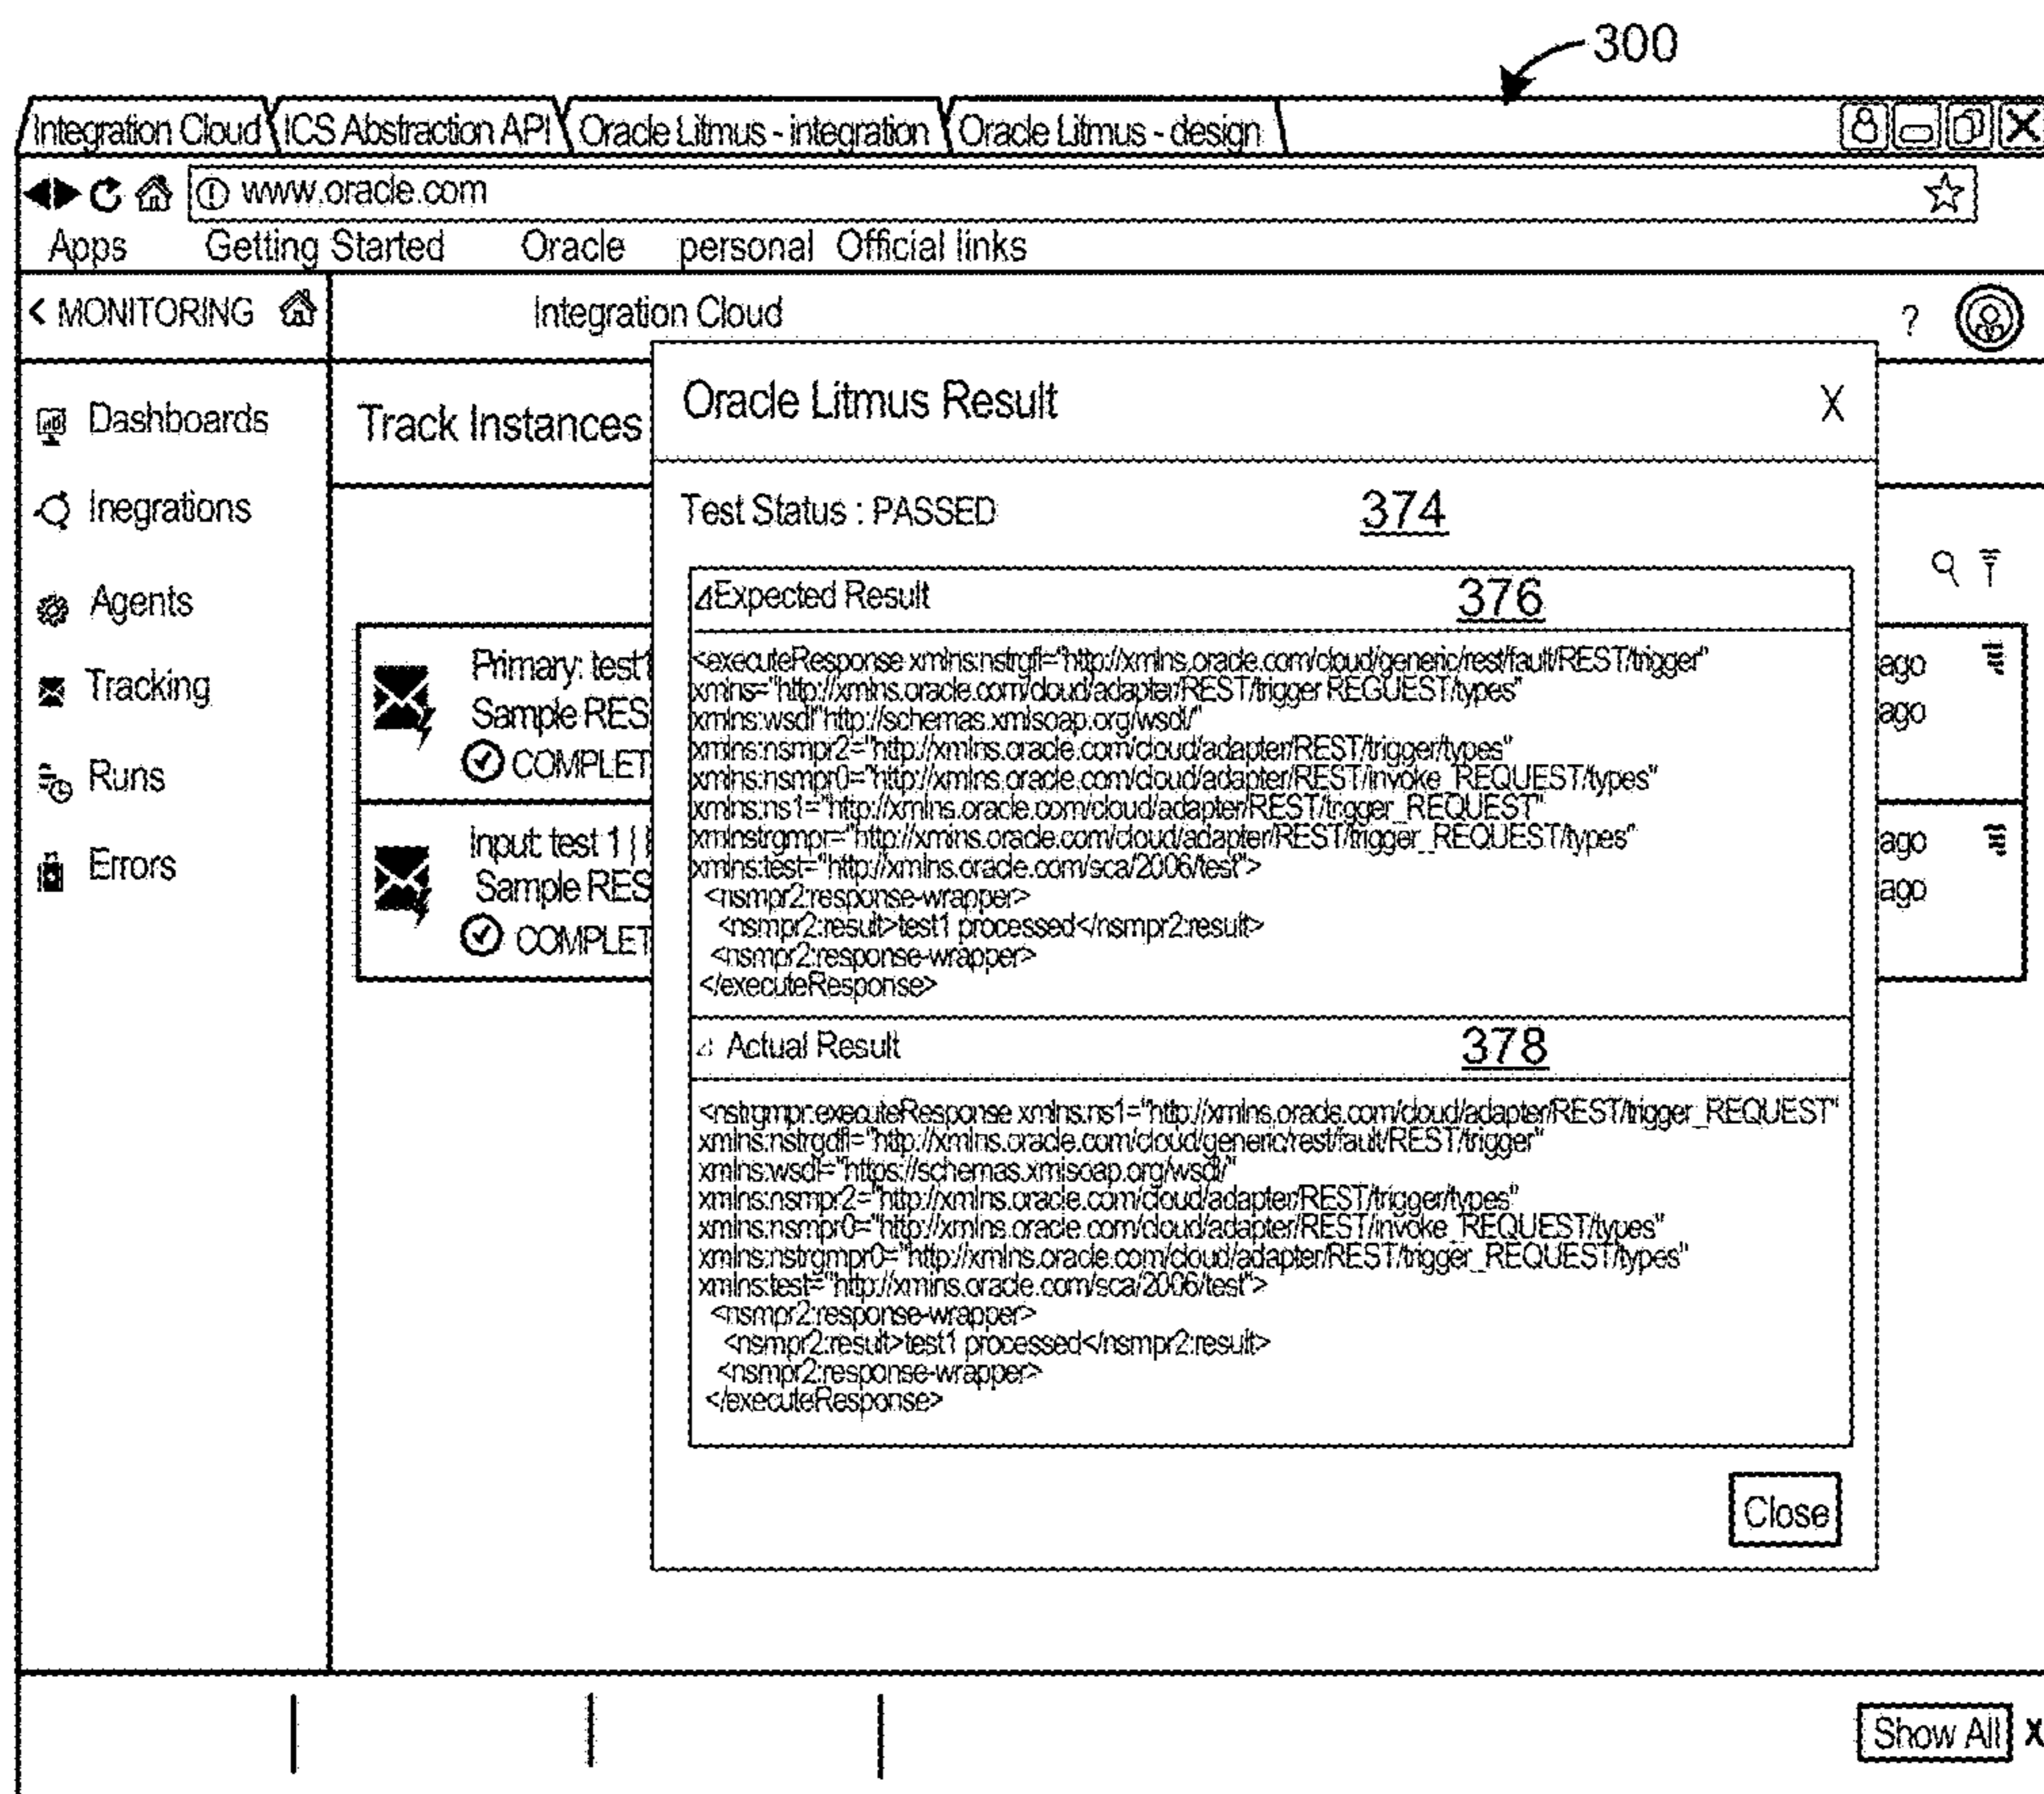 300
Integration Cloud ICS Abstraction API Oracle Litmus - integration Oracle Litmus - design
www.oracle.com
Apps Getting Started Oracle personal Official links
< MONITORING Integration Cloud ?
Dashboards
Inegrations
Agents
Tracking
Runs
Errors
Track Instances
Primary: test1
Sample RES
COMPLET
Input: test 1 |
Sample RES
COMPLET
Oracle Litmus Result X
Test Status : PASSED 374
Expected Result 376
<executeResponse xmlns:nstrgfl="http://xmlns.oracle.com/cloud/generic/rest/fault/REST/trigger"
xmlns="http://xmlns.oracle.com/cloud/adapter/REST/trigger REGUEST/types"
xmlns:wsdl"http://schemas.xmlsoap.org/wsdl/"
xmlns:nsmpr2="http://xmlns.oracle.com/cloud/adapter/REST/trigger/types"
xmlns:nsmpr0="http://xmlns.oracle.com/cloud/adapter/REST/invoke_REQUEST/types"
xmlns:ns1="http://xmlns.oracle.com/cloud/adapter/REST/trgger_REQUEST"
xmlnstrgmpr="http://xmins.oracle.com/cloud/adapter/REST/trigger_REQUEST/types"
xmlns:test="http://xmlns.oracle.com/sca/2006/test">
<nsmpr2:response-wrapper>
<nsmpr2:result>test1 processed</nsmpr2:result>
<nsmpr2:response-wrapper>
</executeResponse>
Actual Result 378
<nstrgmpr:executeResponse xmlns:ns1="http://xmlns.oracle.com/cloud/adapter/REST/trigger_REQUEST"
xmlns:nstrgdfl="http://xmlns.oracle.com/cloud/generic/rest/fault/REST/trigger"
xmlns:wsdl="https://schemas.xmlsoap.org/wsdl/"
xmlns:nsmpr2="http://xmlns.oracle.com/cloud/adapter/REST/trigger/types"
xmlns:nsmpr0="http://xmlns.oracle.com/cloud/adapter/REST/invoke_REQUEST/types"
xmlns:nstrgmpr0="http://xmlns.oracle.com/cloud/adapter/REST/trigger_REQUEST/types"
xmlns:test="http://xmins.oracle.com/sca/2006/test">
<nsmpr2:response-wrapper>
<nsmpr2:result>test1 processed</nsmpr2:result>
<nsmpr2:response-wrapper>
</executeResponse>
Close
ago
ago
ago
ago
Show All X